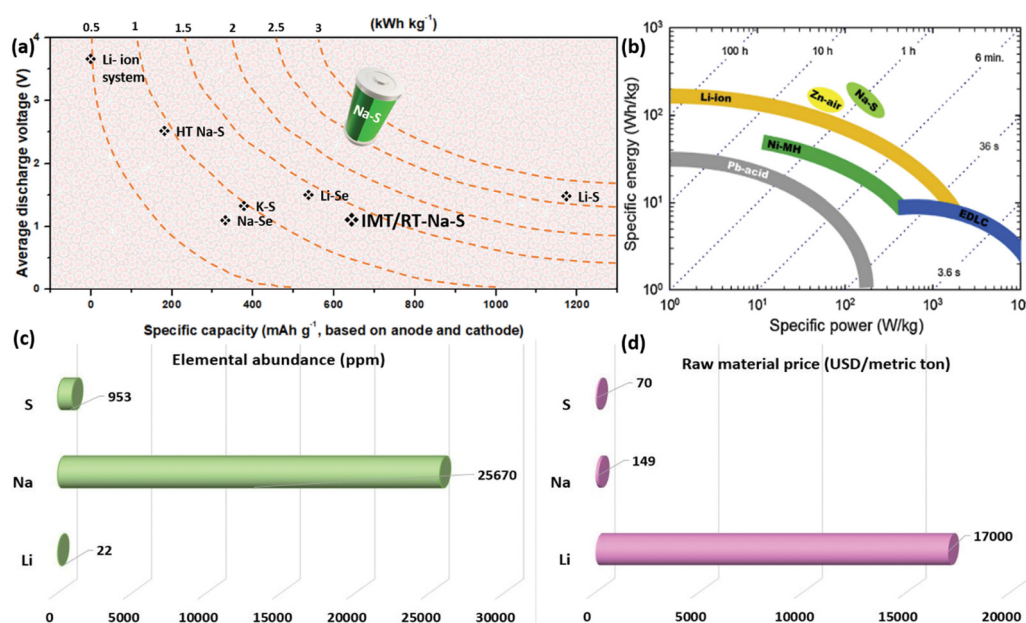 0.5 1 1.5 2 2.5 3 (kWh kg-1)
(a)
Average discharge voltage (V)
4
3
2
1
0
Li- ion
system
HT Na-S
Na-S
K-S
Na-Se
Li-Se
IMT/RT-Na-S
Li-S
0 200 400 600 800 1000 1200
Specific capacity (mAh g-1, based on anode and cathode)
(b)
Specific energy (Wh/kg)
10³
10²
10¹
10⁰
100 h
10 h
1 h
6 min.
36 s
3.6 s
Li-ion
Zn-air
Na-S
Ni-MH
Pb-acid
EDLC
10⁰ 10¹ 10² 10³ 10
Specific power (W/kg)
(c)
Elemental abundance (ppm)
S
953
Na
25670
Li
22
0 5000 10000 15000 20000 25000 30000
(d)
Raw material price (USD/metric ton)
S
70
Na
149
Li
17000
0 5000 10000 15000 20000